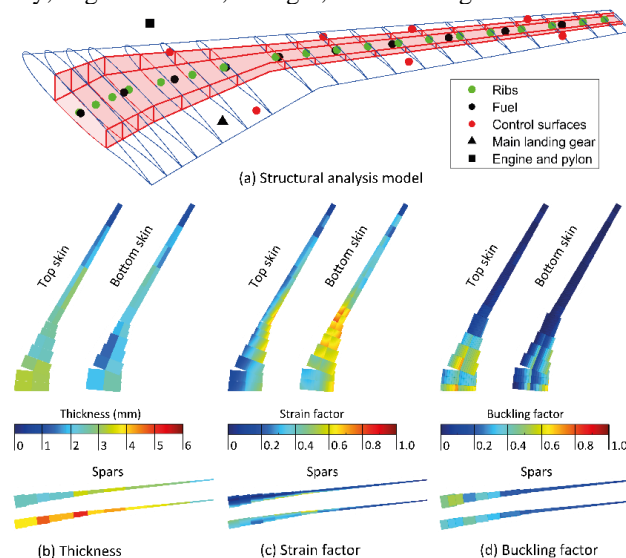 Ribs
Fuel
Control surfaces
Main landing gear
Engine and pylon
(a) Structural analysis model
Top skin
Bottom skin
Top skin
Bottom skin
Top skin
Bottom skin
Thickness (mm)
Strain factor
Buckling factor
0 1 2 3 4 5 6
0 0.2 0.4 0.6 0.8 1.0
0 0.2 0.4 0.6 0.8 1.0
Spars
Spars
Spars
(b) Thickness
(c) Strain factor
(d) Buckling factor